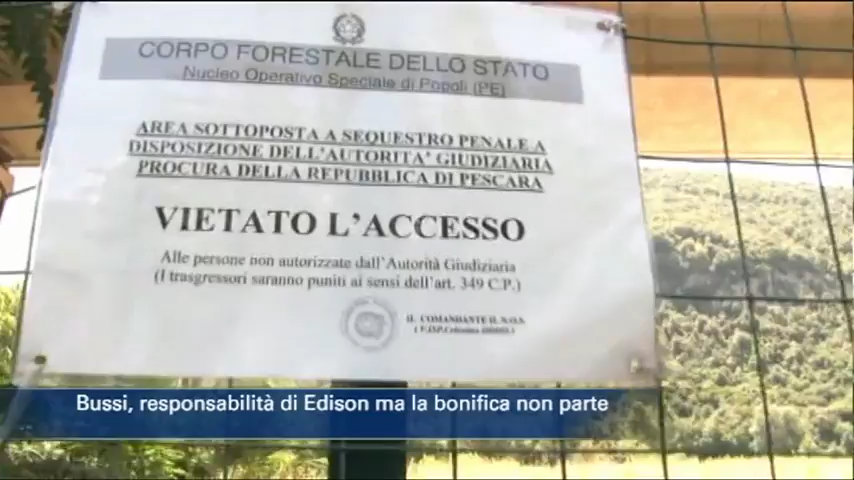 CORPO FORESTALE DELLO STATO
Nucleo Operativo Speciale di Popoli (PE)
AREA SOTTOPOSTA A SEQUESTRO PENALE A
DISPOSIZIONE DELL'AUTORITA' GIUDIZIARIA
PROCURA DELLA REPUBBLICA DI PESCARA
VIETATO L'ACCESSO
Alle persone non autorizzate dall'Autorità Giudiziaria
(I trasgressori saranno puniti ai sensi dell'art. 349 C.P.)
IL COMANDANTE IL N.O.S.
Bussi, responsabilità di Edison ma la bonifica non parte